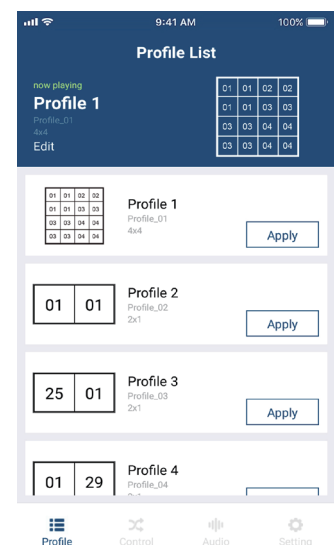 9:41 AM 100%
Profile List
now playing
Profile 1
Profile_01
4x4
Edit
01 01 02 02
01 01 03 03
03 03 04 04
03 03 04 04
01 01 02 02
01 01 03 03
03 03 04 04
03 03 04 04
Profile 1
Profile_01
4x4
Apply
01 01
Profile 2
Profile_02
2x1
Apply
25 01
Profile 3
Profile_03
2x1
Apply
01 29
Profile 4
Profile_04
Profile Control Audio Setting